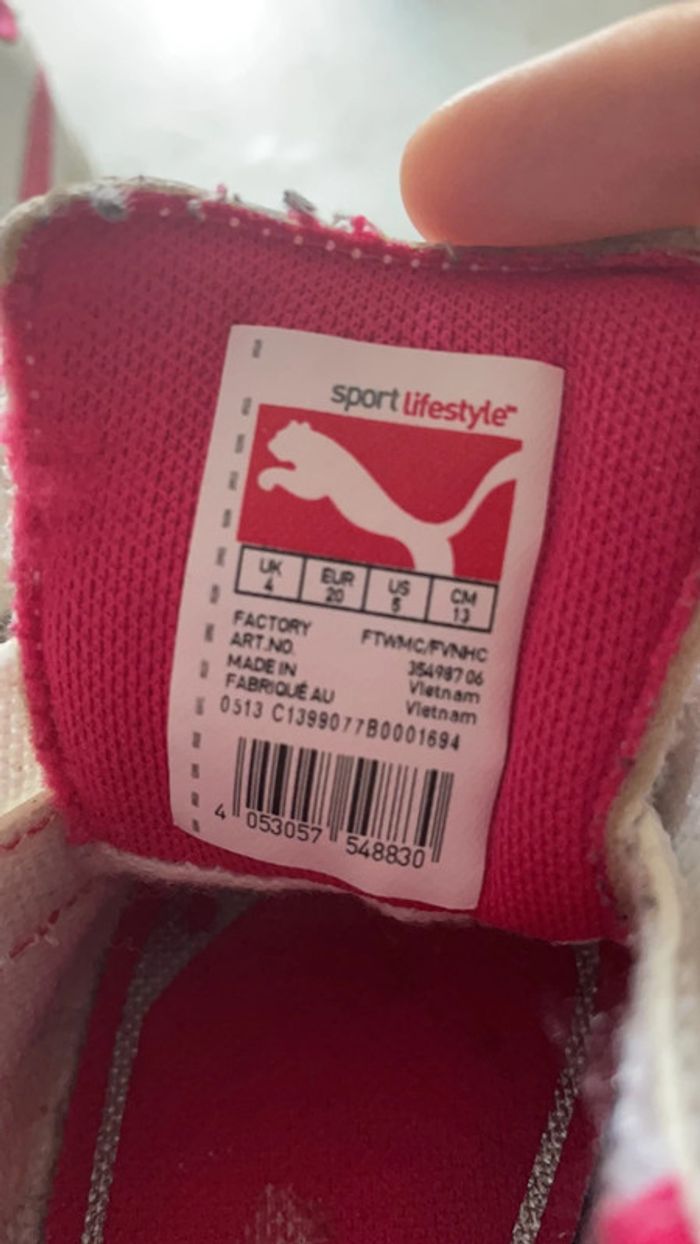 sport lifestyle™
UK EUR US CM
4 20 5 13
FACTORY FTWMC/FVNHC
ART.NO. 35498706
MADE IN Vietnam
FABRIQUÉ AU Vietnam
0513 C1399077B0001694
4 053057 548830